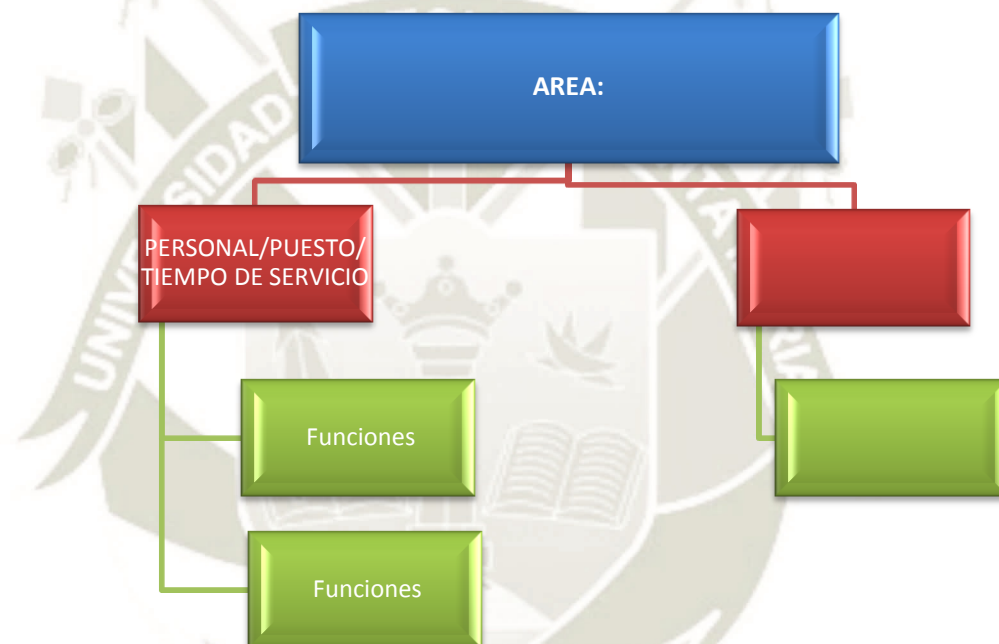 AREA:
PERSONAL/PUESTO/
TIEMPO DE SERVICIO
Funciones
Funciones